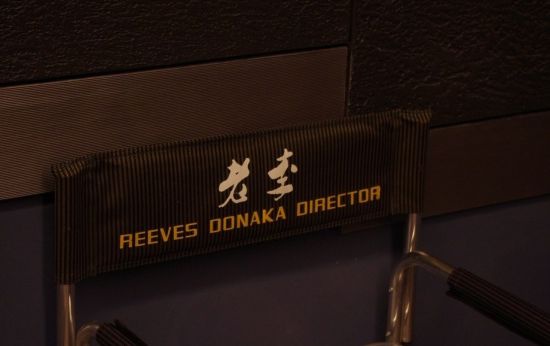 老李
REEVES DONAKA DIRECTOR